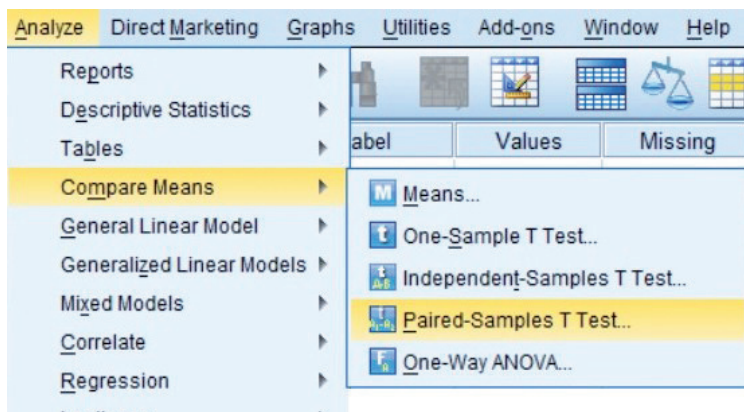 Analyze Direct Marketing Graphs Utilities Add-ons Window Help
Reports
Descriptive Statistics
Tables
Compare Means
General Linear Model
Generalized Linear Models
Mixed Models
Correlate
Regression
abel Values Missing
M Means...
t One-Sample T Test...
Independent-Samples T Test...
Paired-Samples T Test...
One-Way ANOVA...